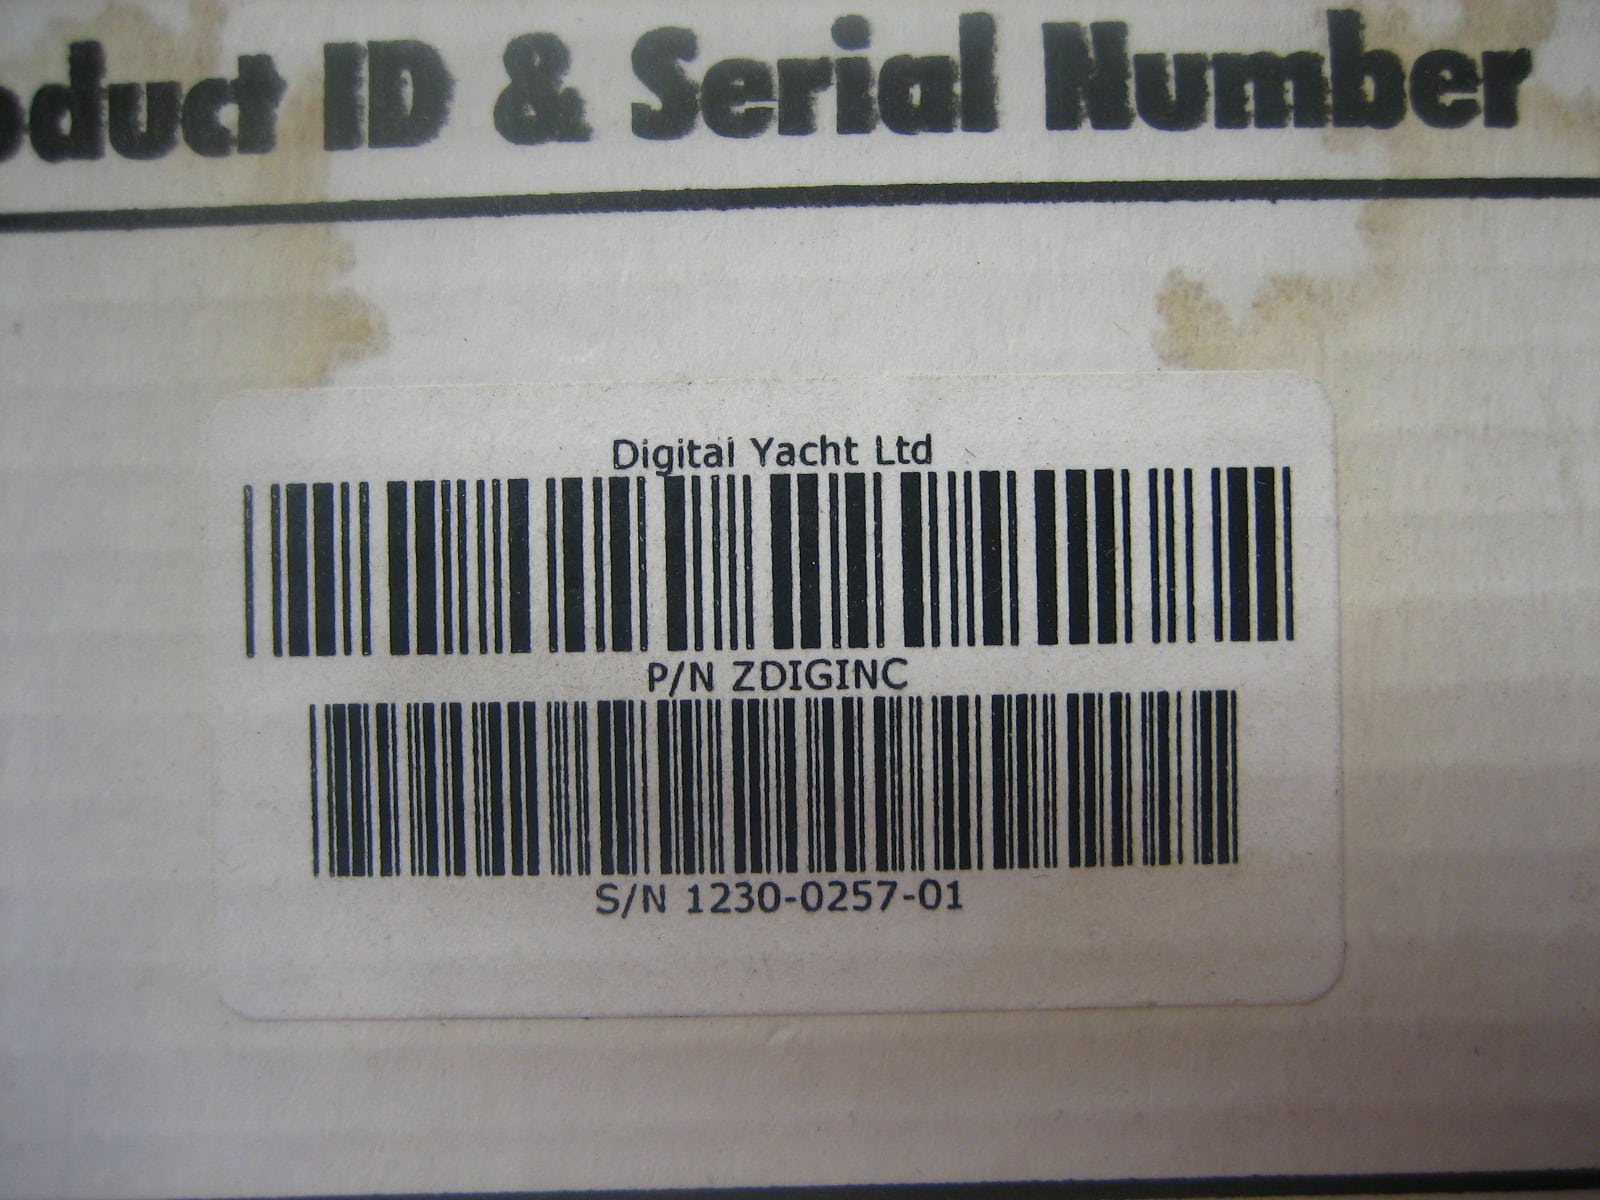 oduct ID & Serial Number
Digital Yacht Ltd
P/N ZDIGINC
S/N 1230-0257-01